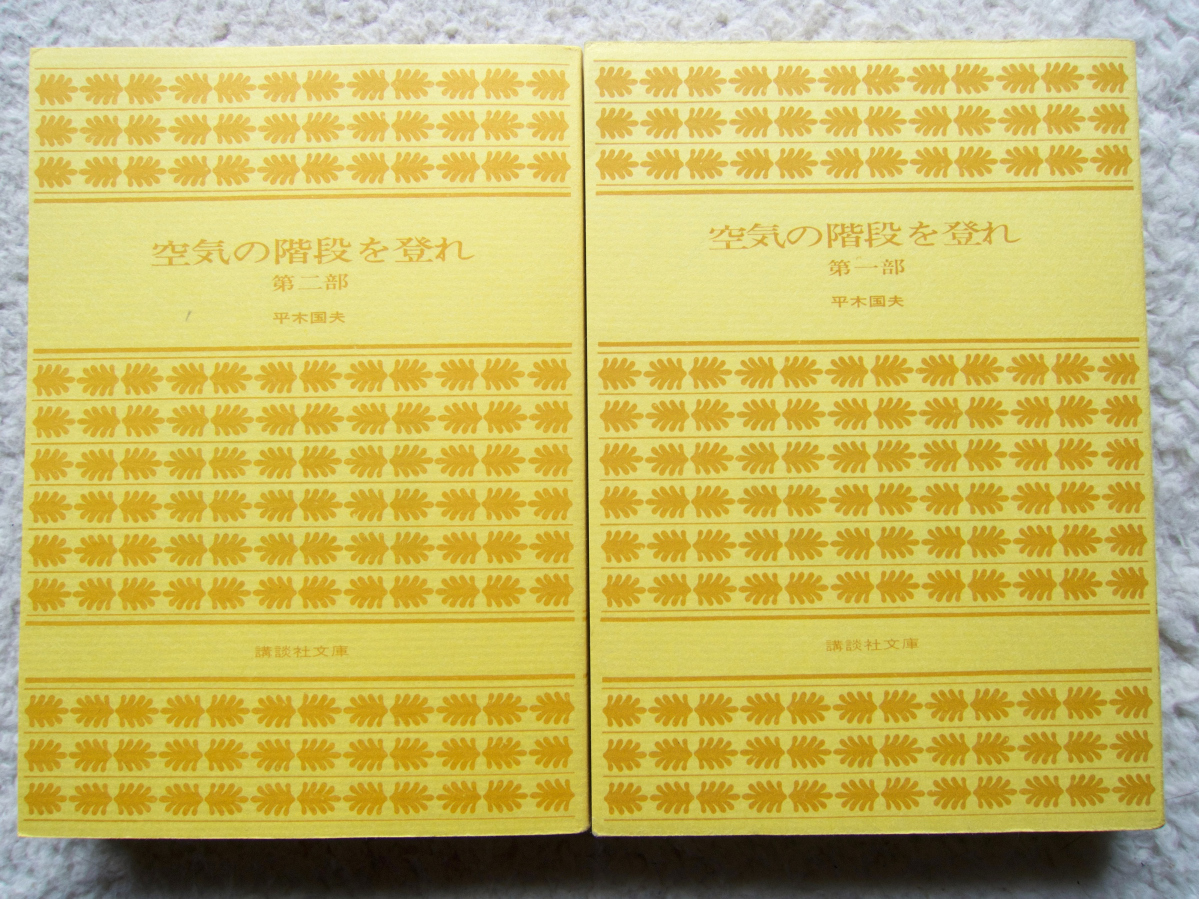 空気の階段を登れ
第二部
平木国夫
講談社文庫
空気の階段を登れ
第一部
平木国夫
講談社文庫